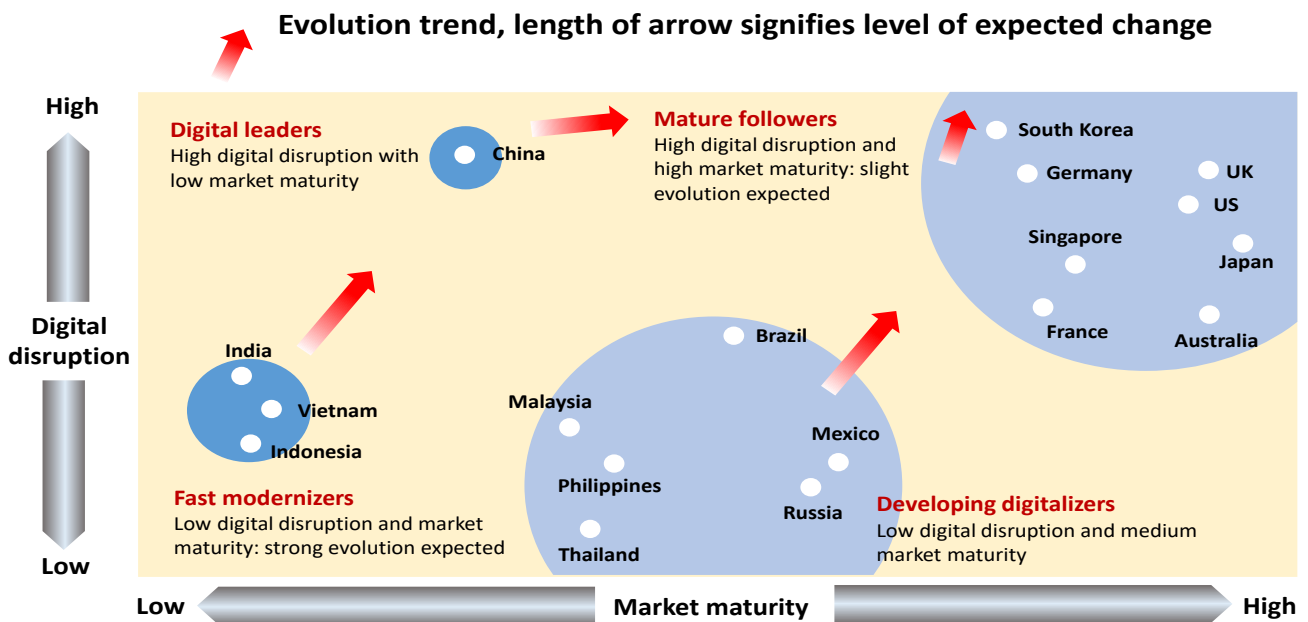 Evolution trend, length of arrow signifies level of expected change
High
Digital
disruption
Low
Digital leaders
High digital disruption with
low market maturity
China
Mature followers
High digital disruption and
high market maturity: slight
evolution expected
South Korea
Germany
UK
US
Singapore
Japan
France
Australia
India
Vietnam
Indonesia
Fast modernizers
Low digital disruption and market
maturity: strong evolution expected
Brazil
Malaysia
Mexico
Philippines
Russia
Thailand
Developing digitalizers
Low digital disruption and medium
market maturity
Low
Market maturity
High